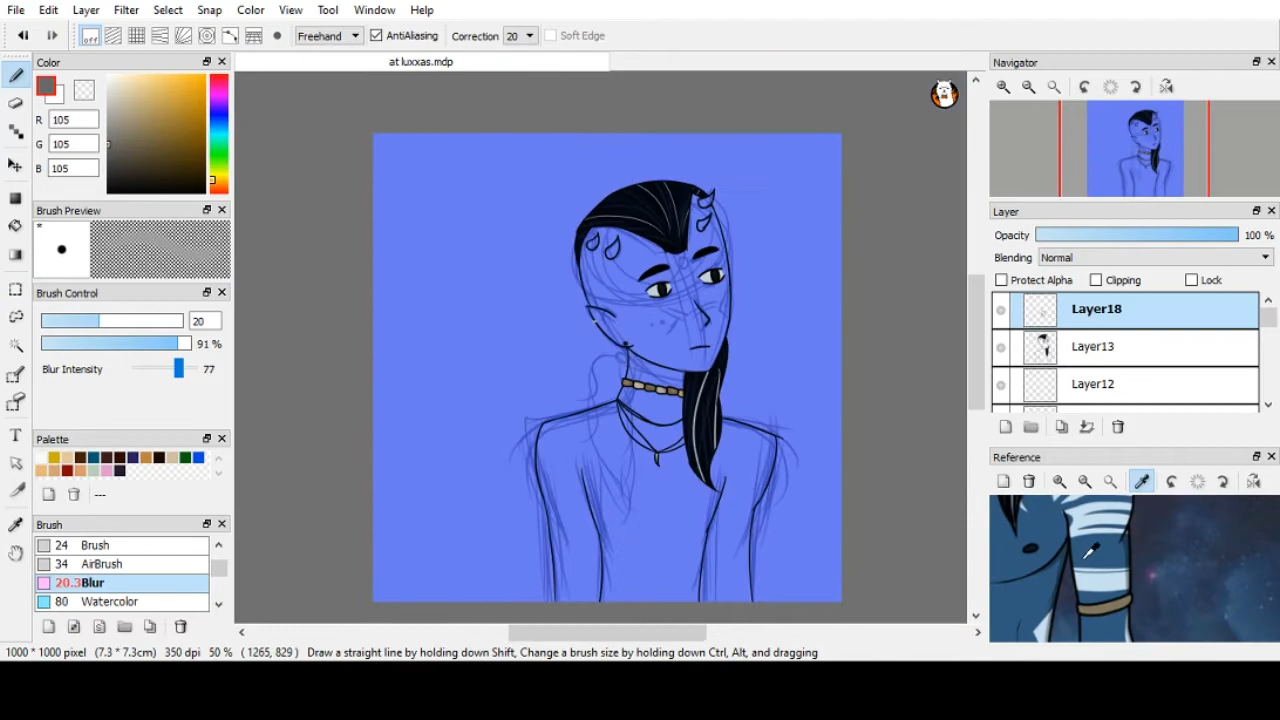 File Edit Layer Filter Select Snap Color View Tool Window Help
off Freehand AntiAliasing Correction 20 Soft Edge
Color at luxxas.mdp Navigator
R 105
G 105
B 105
Brush Preview
*
Layer
Opacity 100 %
Blending Normal
Protect Alpha Clipping Lock
Brush Control
20
91 %
Blur Intensity 77
Layer18
Layer13
Layer12
Palette
---
Reference
Brush
24 Brush
34 AirBrush
20.3 Blur
80 Watercolor
1000 * 1000 pixel (7.3 * 7.3cm) 350 dpi 50 % ( 1265, 829 ) Draw a straight line by holding down Shift, Change a brush size by holding down Ctrl, Alt, and dragging